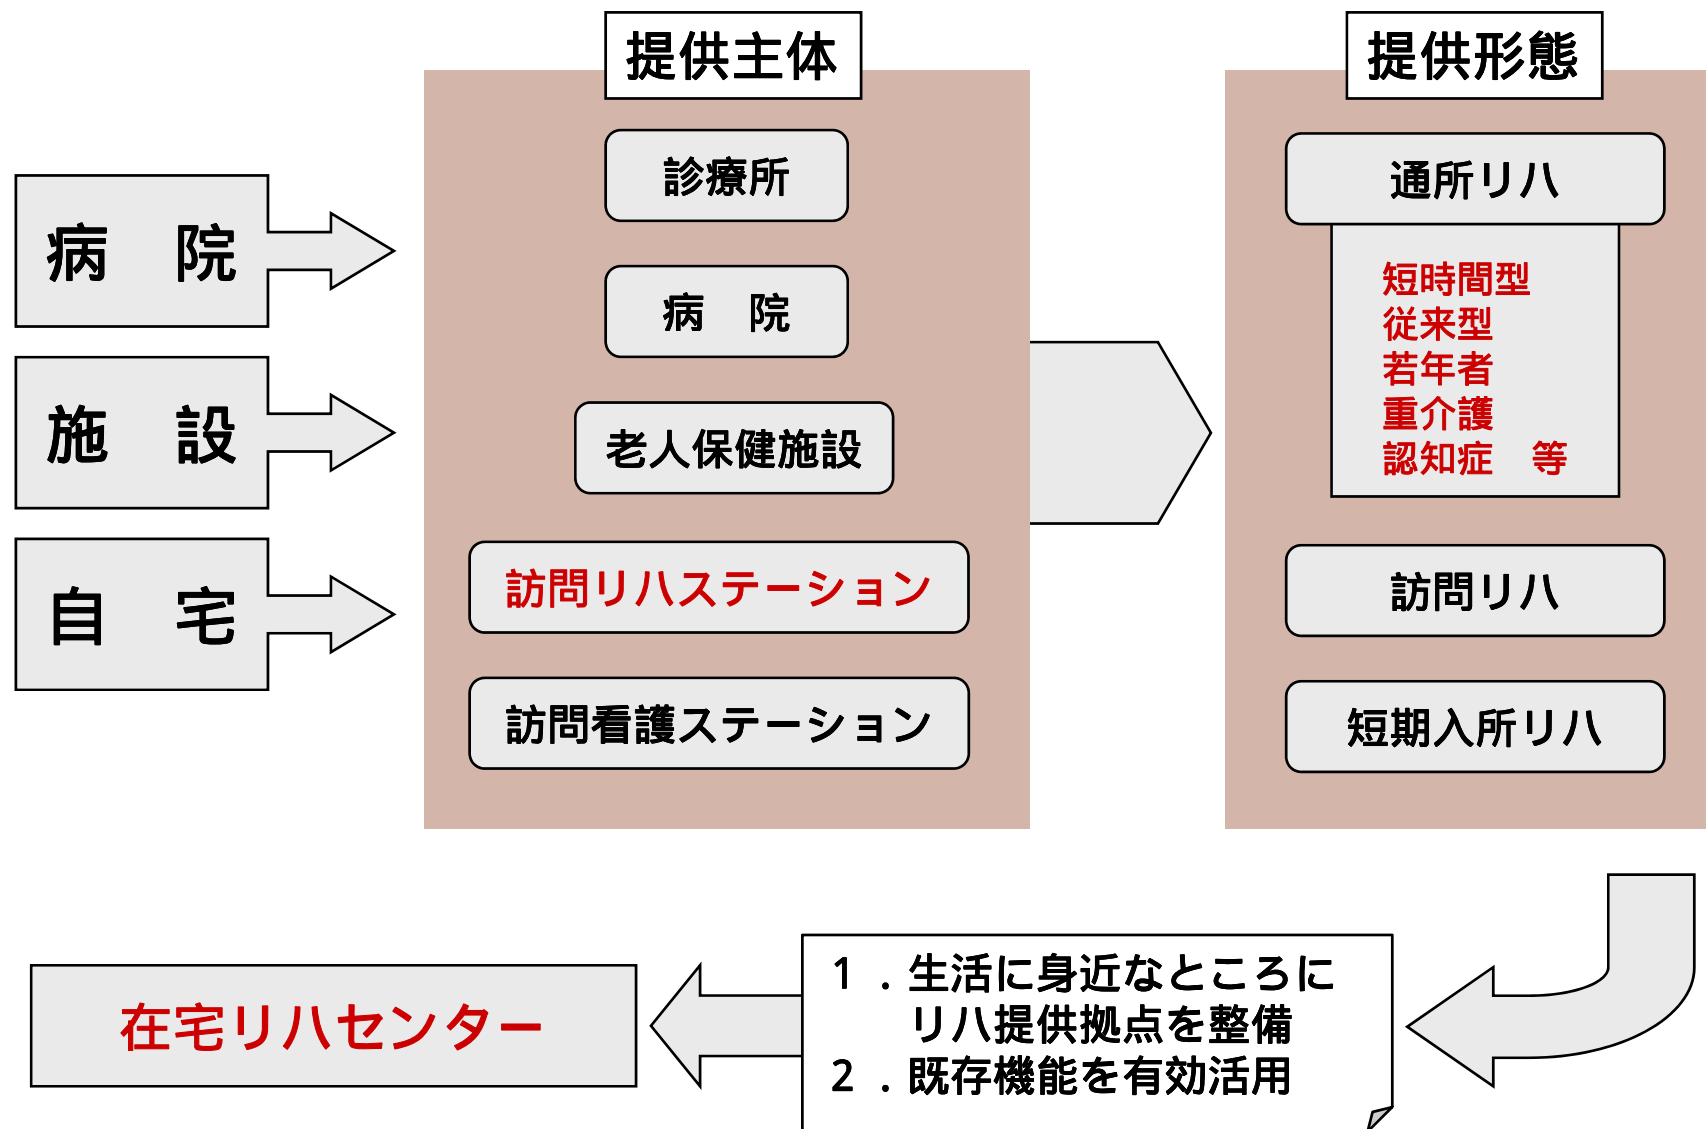 病　院
施　設
自　宅
提供主体
診療所
病　院
老人保健施設
訪問リハステーション
訪問看護ステーション
提供形態
通所リハ
短時間型
従来型
若年者
重介護
認知症　等
訪問リハ
短期入所リハ
１．生活に身近なところに
リハ提供拠点を整備
２．既存機能を有効活用
在宅リハセンター